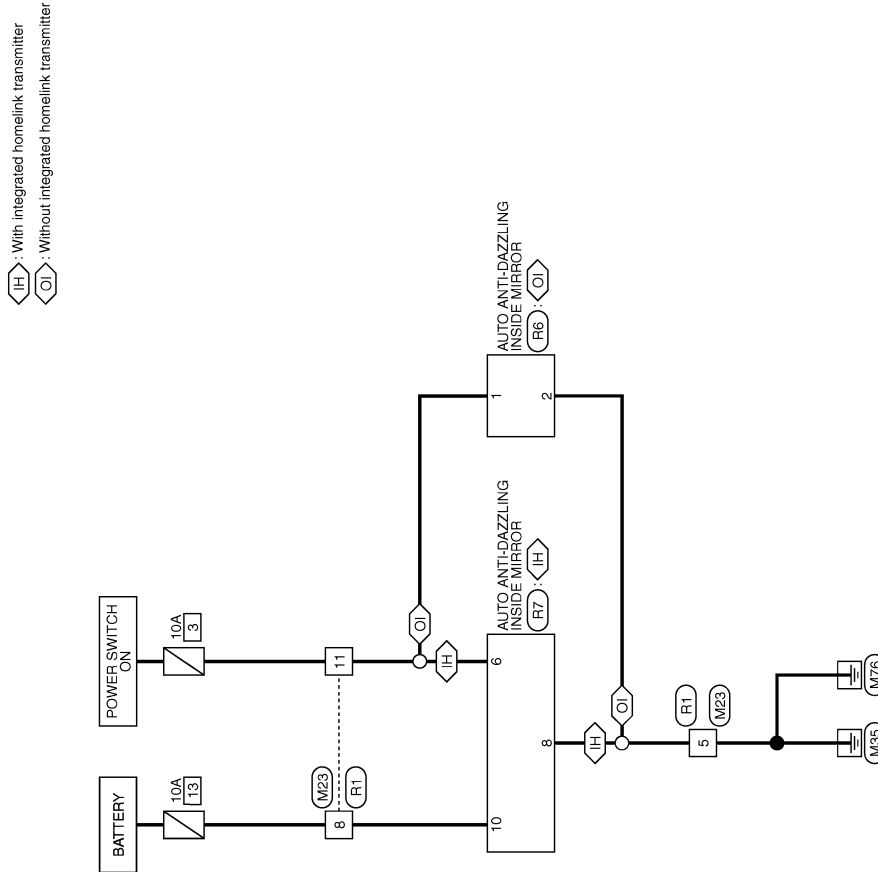 IH : With integrated homelink transmitter
OI : Without integrated homelink transmitter
BATTERY
POWER SWITCH
ON
10A
13
10A
3
8
M23
R1
11
OI
IH
10
6
8
AUTO ANTI-DAZZLING
INSIDE MIRROR
R7 : IH
1
2
AUTO ANTI-DAZZLING
INSIDE MIRROR
R6 : OI
IH
OI
5
R1
M23
M35
M76